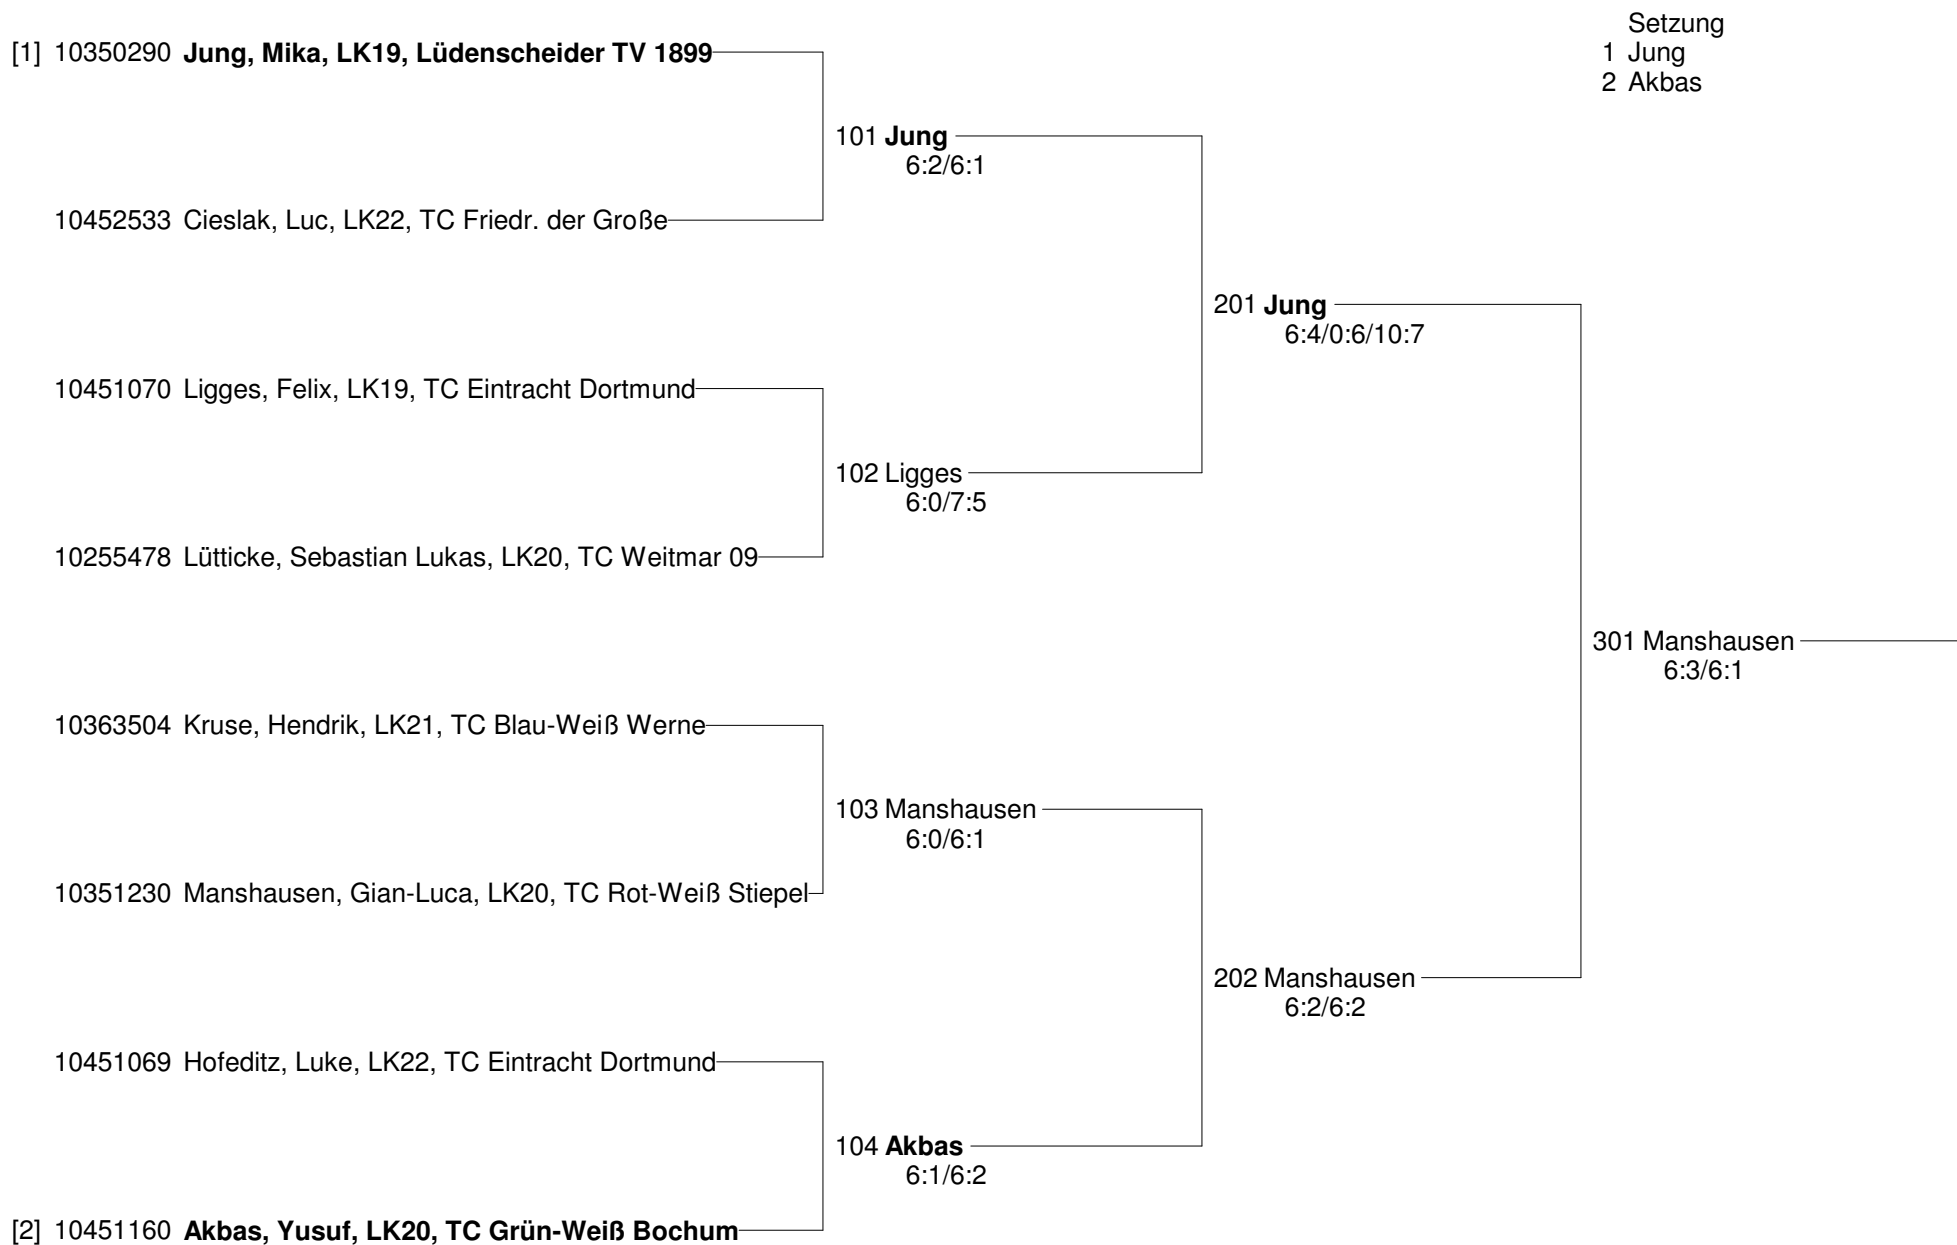 Setzung
1 Jung
2 Akbas
[1] 10350290 Jung, Mika, LK19, Lüdenscheider TV 1899
101 Jung
6:2/6:1
10452533 Cieslak, Luc, LK22, TC Friedr. der Große
201 Jung
6:4/0:6/10:7
10451070 Ligges, Felix, LK19, TC Eintracht Dortmund
102 Ligges
6:0/7:5
10255478 Lütticke, Sebastian Lukas, LK20, TC Weitmar 09
301 Manshausen
6:3/6:1
10363504 Kruse, Hendrik, LK21, TC Blau-Weiß Werne
103 Manshausen
6:0/6:1
10351230 Manshausen, Gian-Luca, LK20, TC Rot-Weiß Stiepel
202 Manshausen
6:2/6:2
10451069 Hofeditz, Luke, LK22, TC Eintracht Dortmund
104 Akbas
6:1/6:2
[2] 10451160 Akbas, Yusuf, LK20, TC Grün-Weiß Bochum